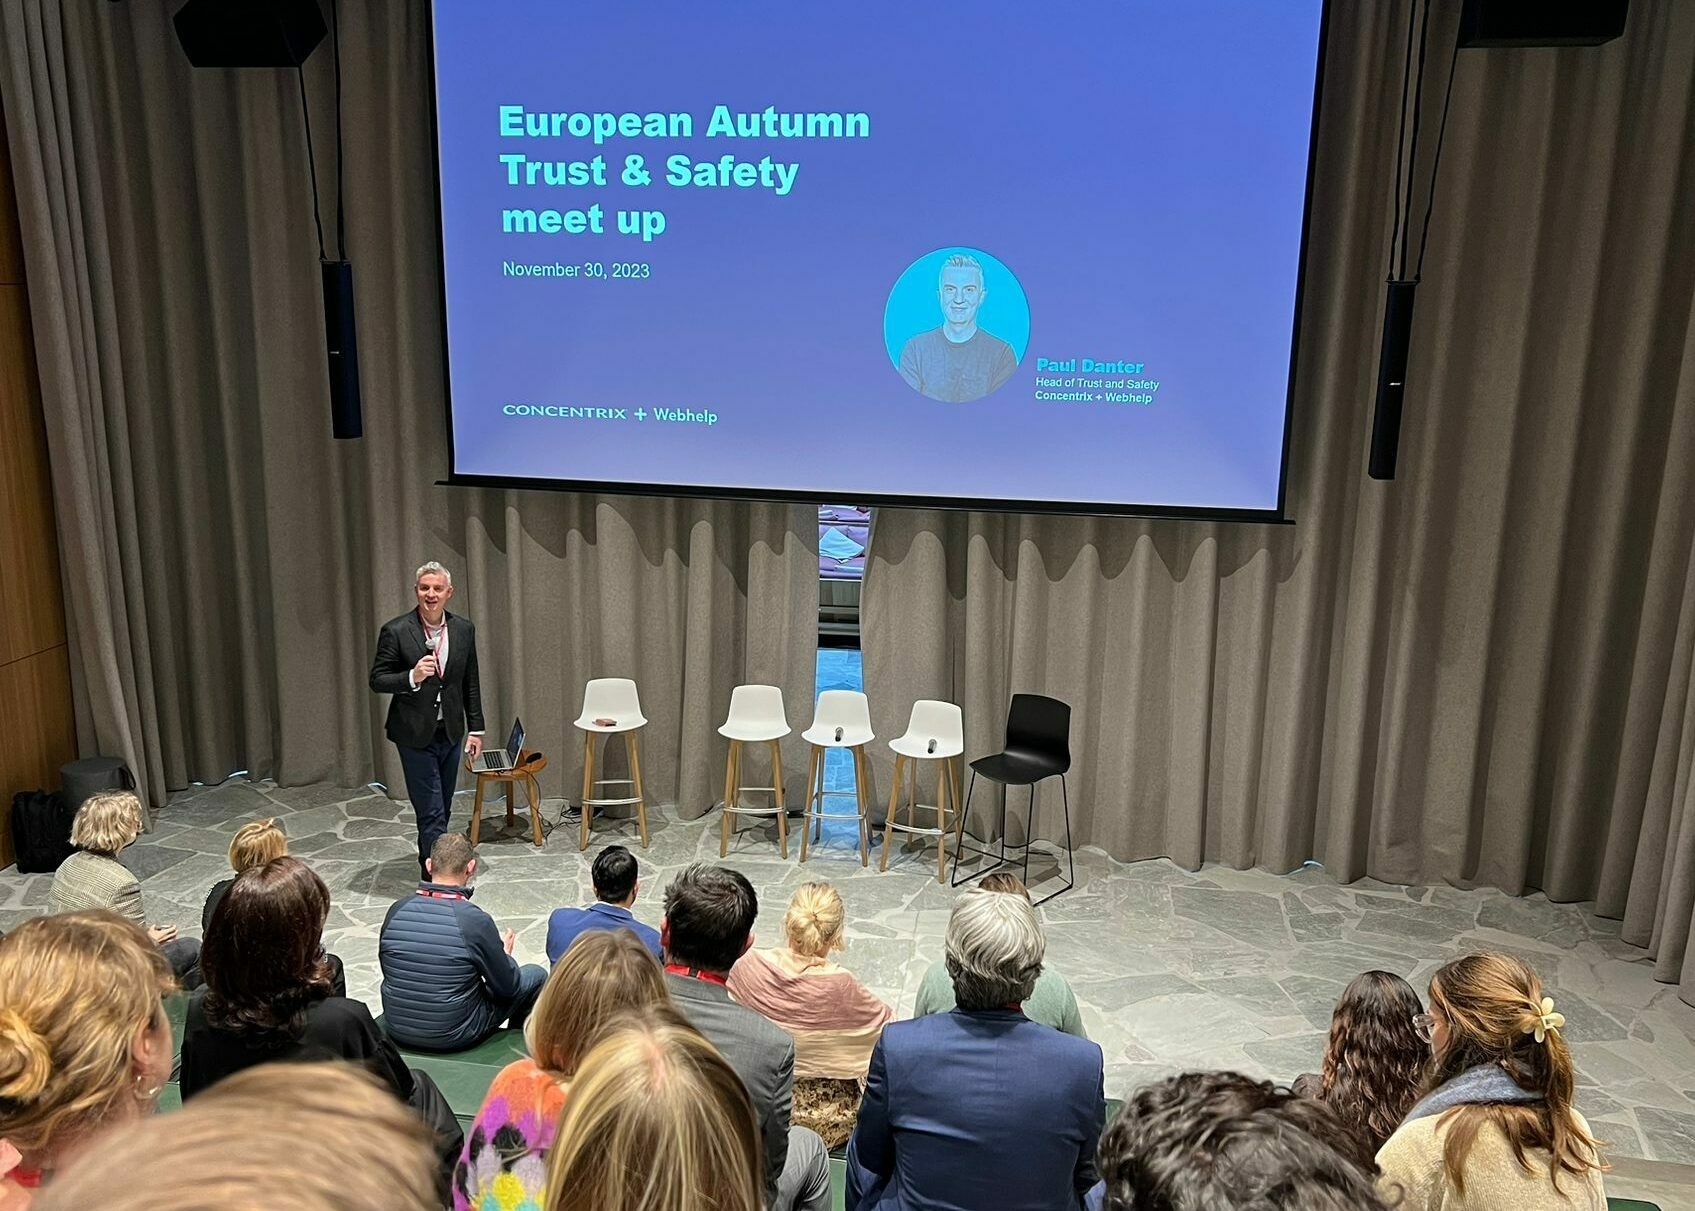 European Autumn
Trust & Safety
meet up
November 30, 2023
Paul Danter
Head of Trust and Safety
Concentrix + Webhelp
CONCENTRIX + Webhelp